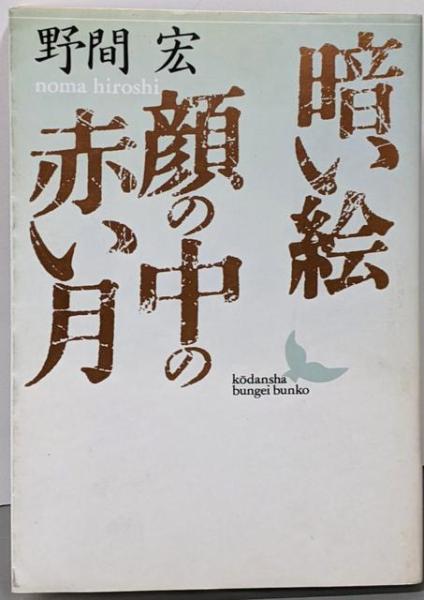 野間 宏
noma hiroshi
暗い絵
顔の中の
赤い月
kōdansha
bungei bunko